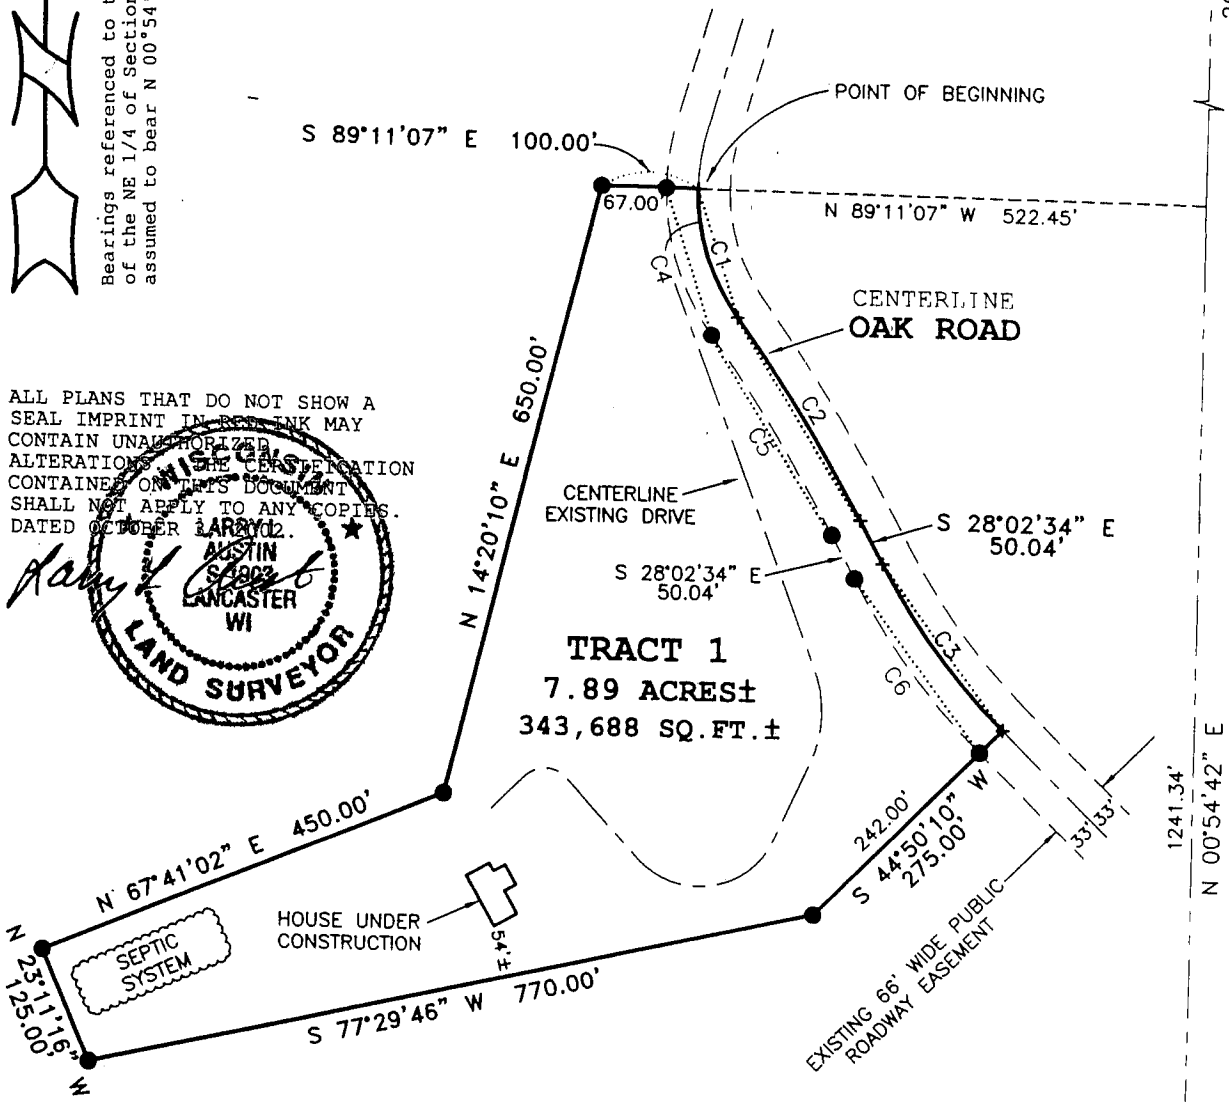 Bearings referenced to t
of the NE 1/4 of Section
assumed to bear N 00°54'
POINT OF BEGINNING
S 89°11'07" E 100.00'
67.00'
N 89°11'07" W 522.45'
C1
C4
CENTERLINE
OAK ROAD
C2
C5
N 14°20'10" E 650.00'
ALL PLANS THAT DO NOT SHOW A
SEAL IMPRINT IN RED INK MAY
CONTAIN UNAUTHORIZED
ALTERATIONS. THE CERTIFICATION
CONTAINED ON THIS DOCUMENT
SHALL NOT APPLY TO ANY COPIES.
DATED OCTOBER 2002.
WISCONSIN
LARRY L.
AUSTIN
LANCASTER
WI
LAND SURVEYOR
CENTERLINE
EXISTING DRIVE
S 28°02'34" E
50.04'
S 28°02'34" E
50.04'
C3
C6
TRACT 1
7.89 ACRES±
343,688 SQ.FT.±
N 67°41'02" E 450.00'
242.00'
S 44°50'10" W
275.00'
33' 33'
1241.34'
N 00°54'42" E
EXISTING 66' WIDE PUBLIC
ROADWAY EASEMENT
HOUSE UNDER
CONSTRUCTION
54'±
SEPTIC
SYSTEM
N 23°11'16" W
125.00'
S 77°29'46" W 770.00'